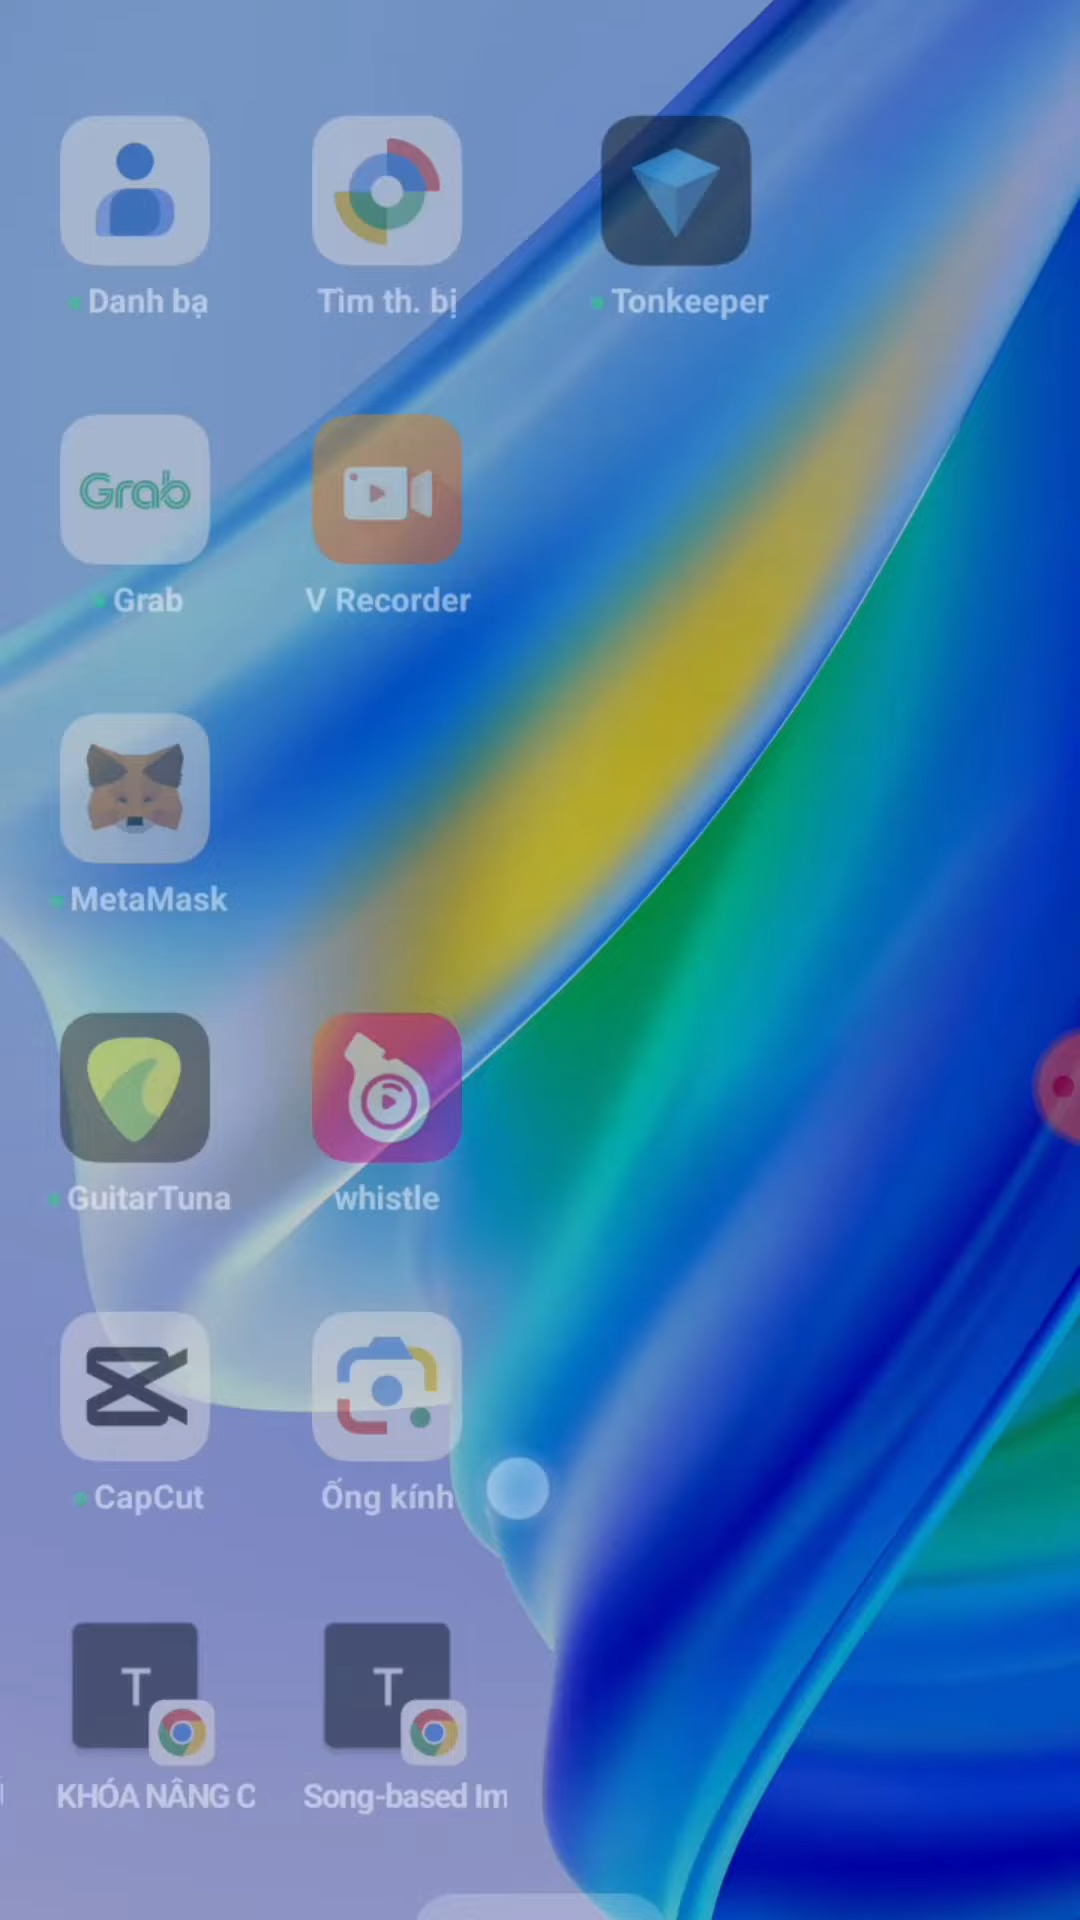 Danh bạ
Tìm th. bị
Tonkeeper
Grab
Grab
V Recorder
MetaMask
GuitarTuna
whistle
CapCut
Ống kính
T
T
KHÓA NÂNG C
Song-based Im